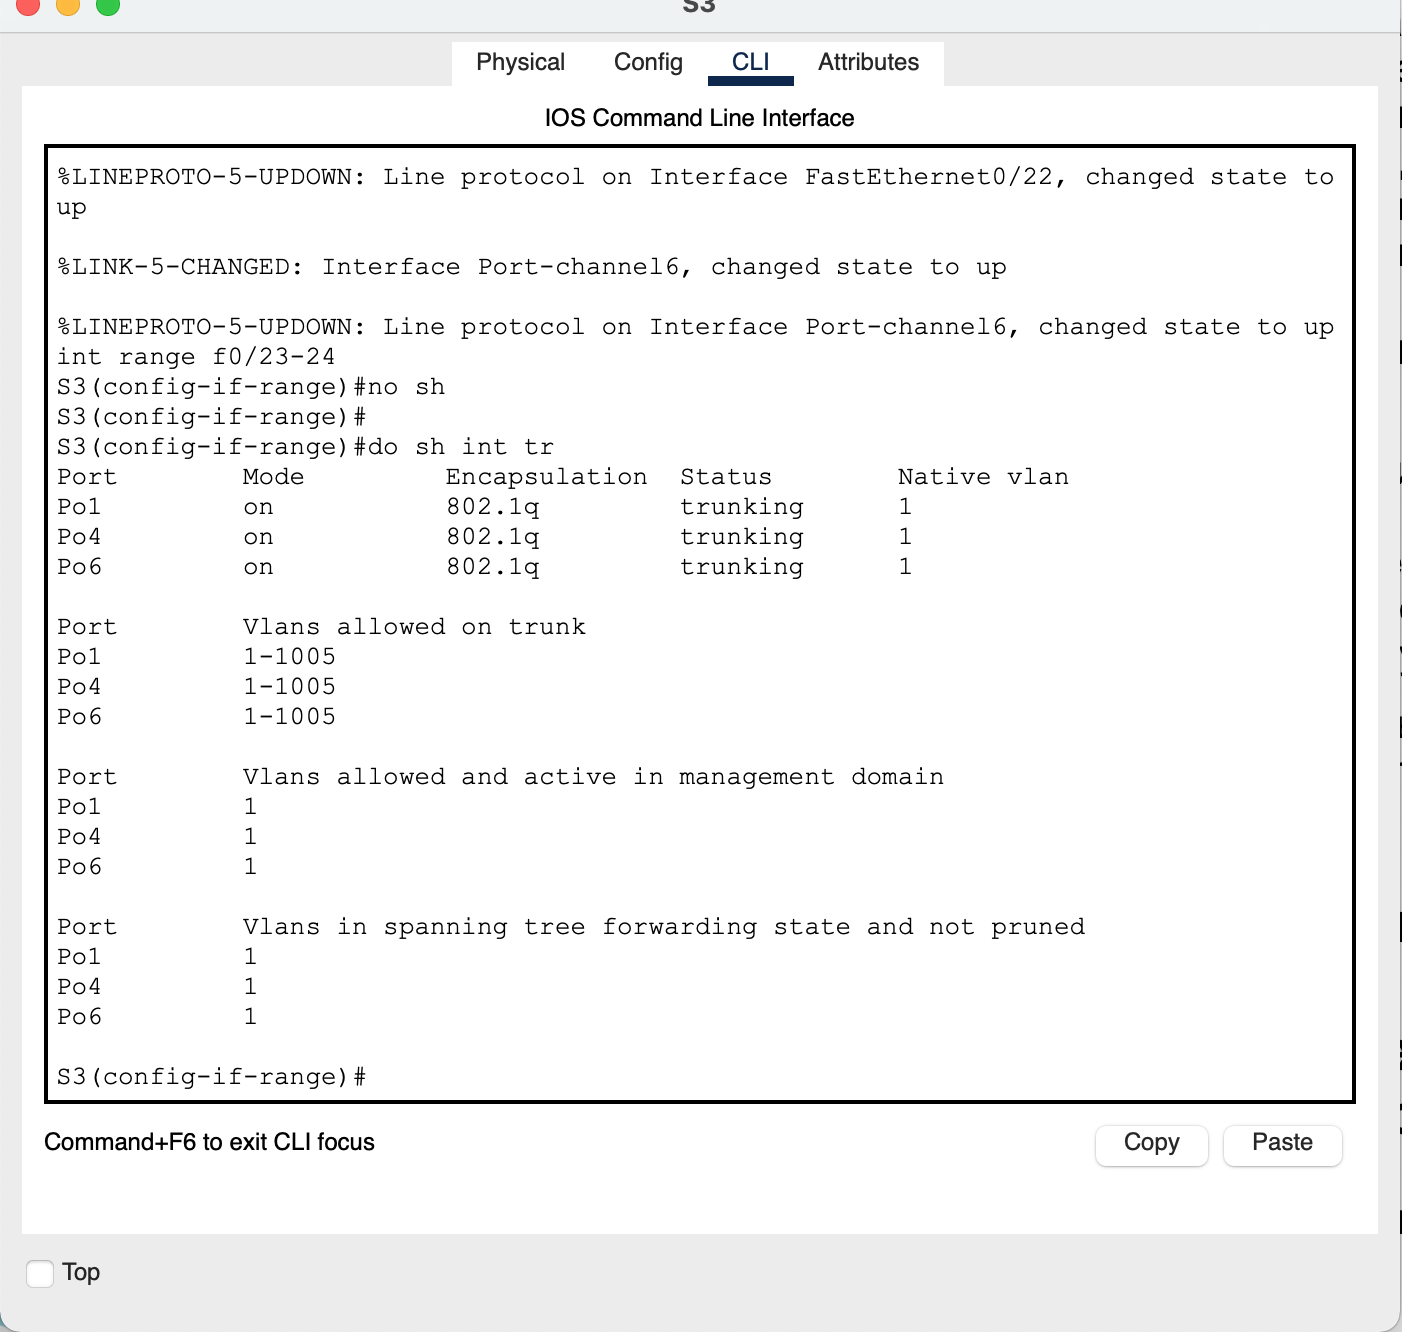 S3
Physical Config CLI Attributes
IOS Command Line Interface
%LINEPROTO-5-UPDOWN: Line protocol on Interface FastEthernet0/22, changed state to
up
%LINK-5-CHANGED: Interface Port-channel6, changed state to up
%LINEPROTO-5-UPDOWN: Line protocol on Interface Port-channel6, changed state to up
int range f0/23-24
S3(config-if-range)#no sh
S3(config-if-range)#
S3(config-if-range)#do sh int tr
Port Mode Encapsulation Status Native vlan
Po1 on 802.1q trunking 1
Po4 on 802.1q trunking 1
Po6 on 802.1q trunking 1
Port Vlans allowed on trunk
Po1 1-1005
Po4 1-1005
Po6 1-1005
Port Vlans allowed and active in management domain
Po1 1
Po4 1
Po6 1
Port Vlans in spanning tree forwarding state and not pruned
Po1 1
Po4 1
Po6 1
S3(config-if-range)#
Command+F6 to exit CLI focus
Copy Paste
Top